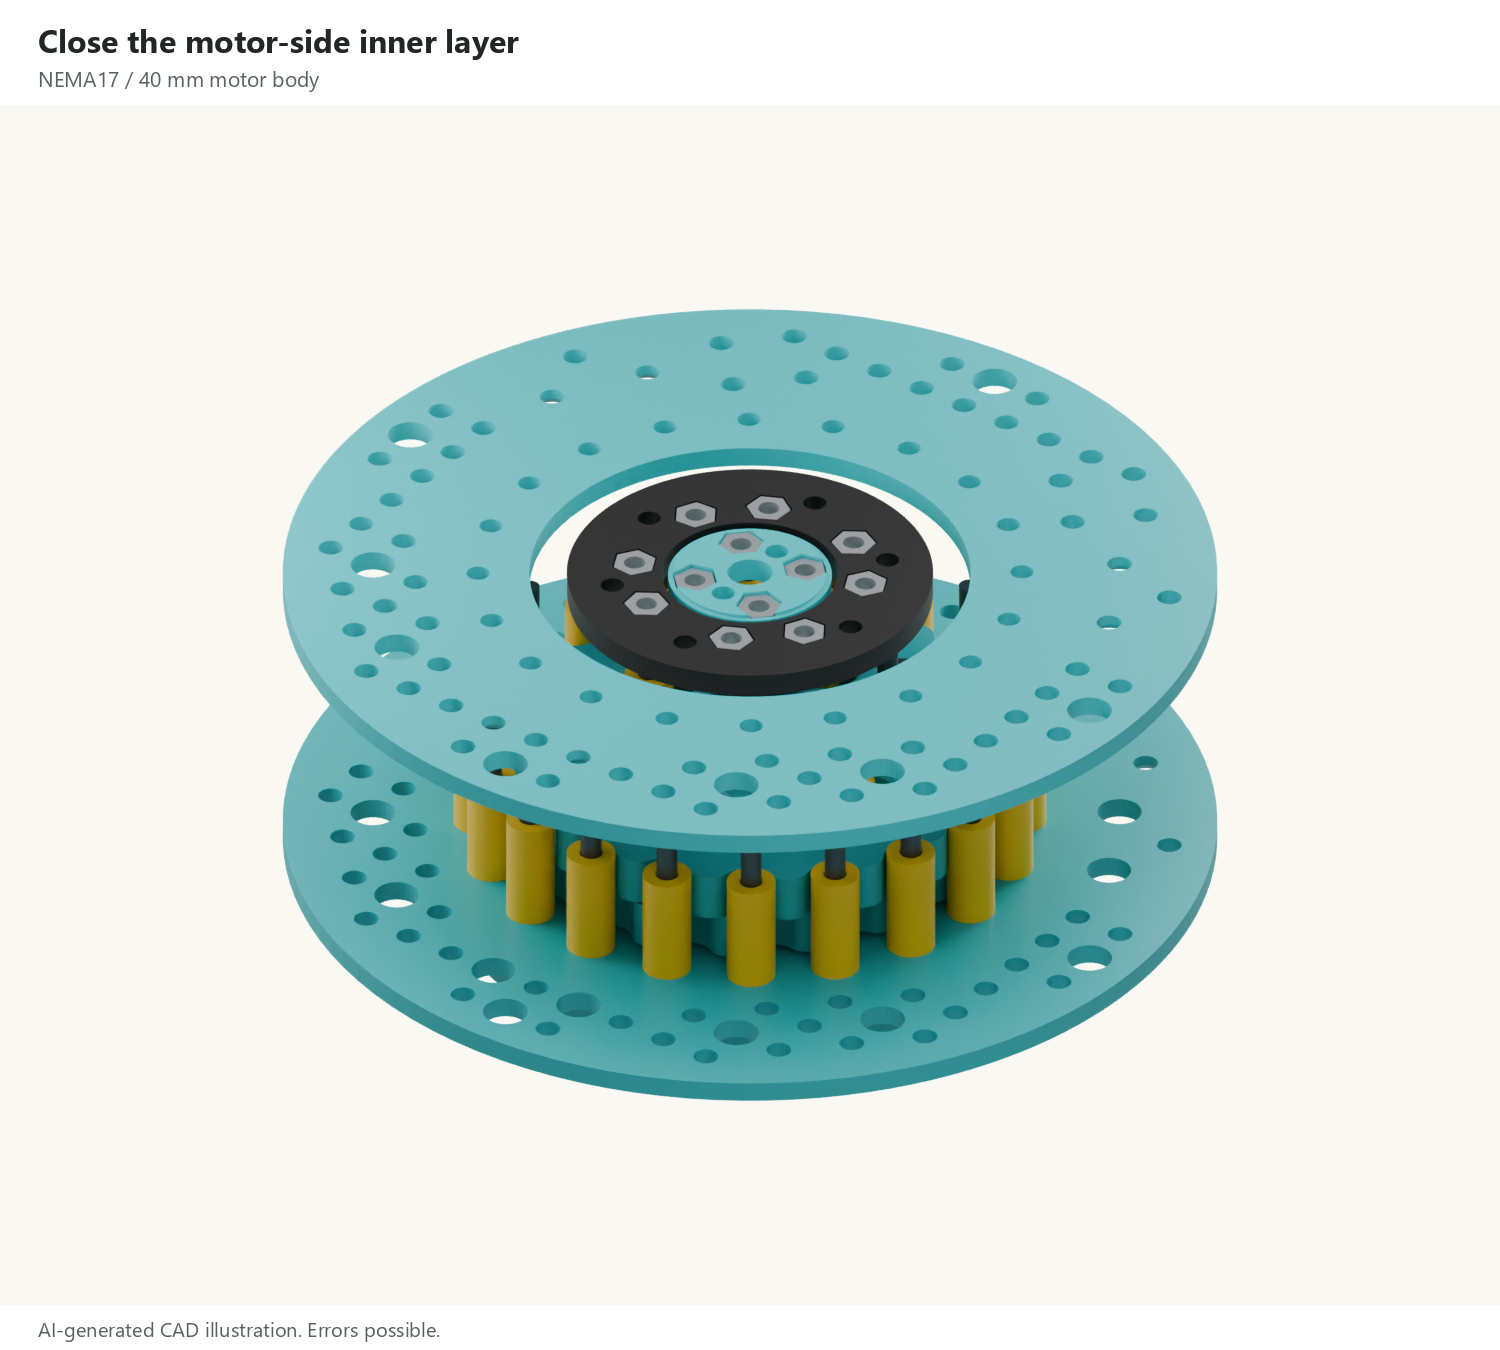 Close the motor-side inner layer
NEMA17 / 40 mm motor body
AI-generated CAD illustration. Errors possible.